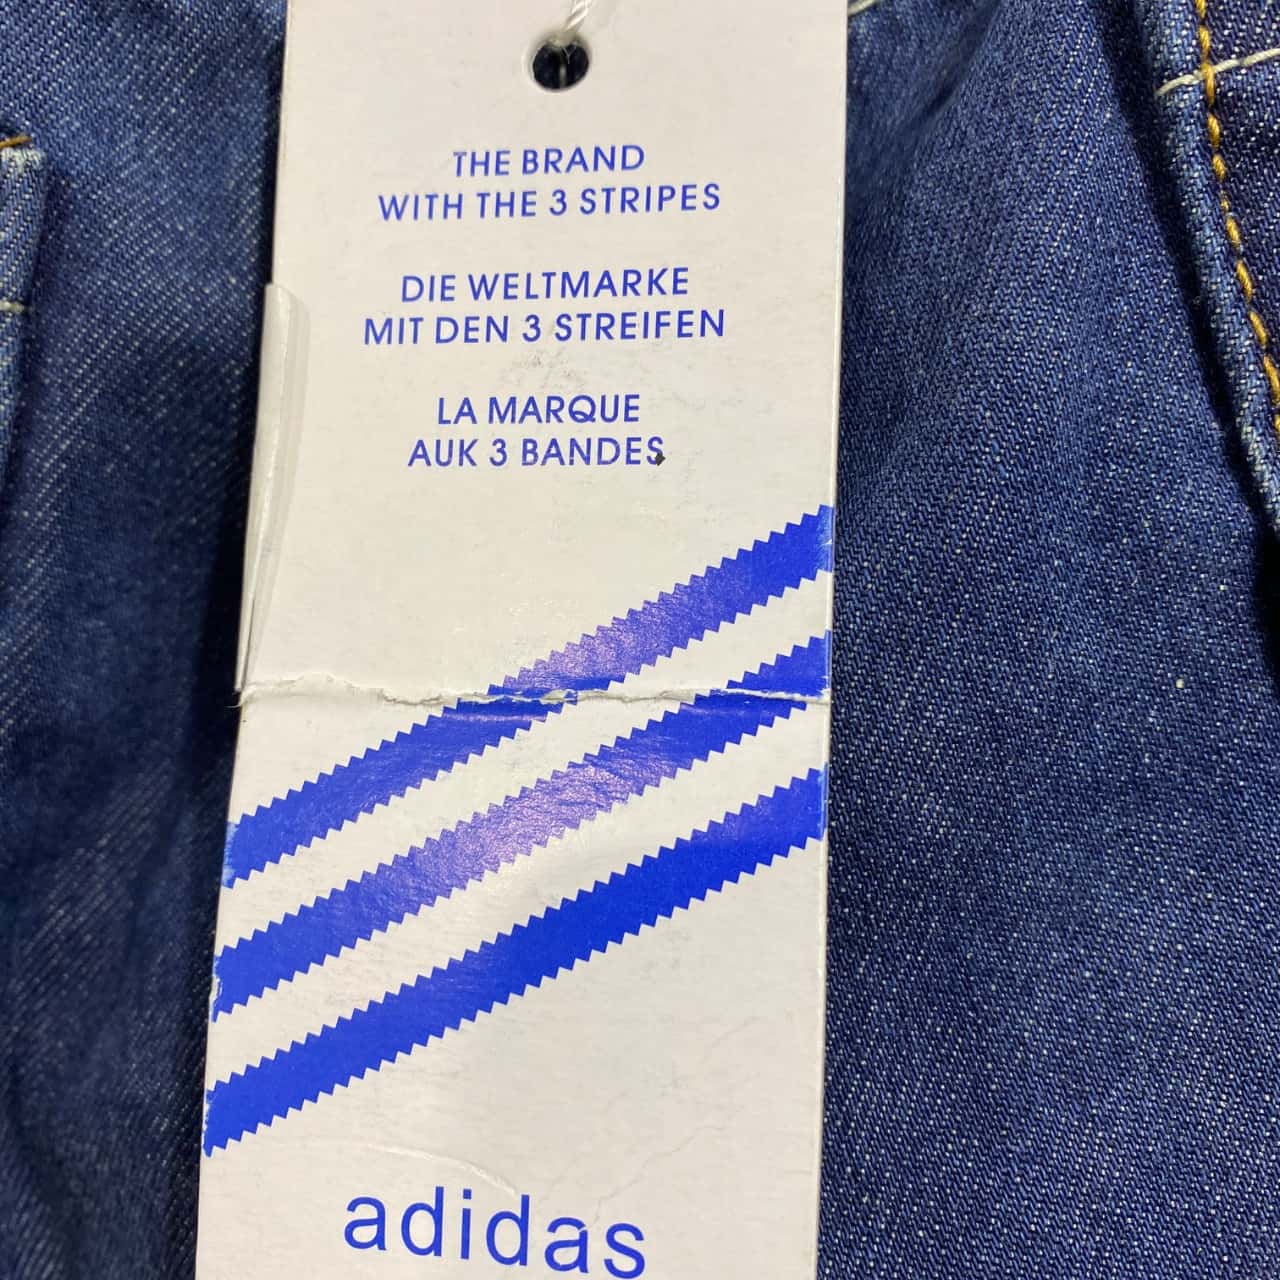 THE BRAND
WITH THE 3 STRIPES
DIE WELTMARKE
MIT DEN 3 STREIFEN
LA MARQUE
AUK 3 BANDES
adidas